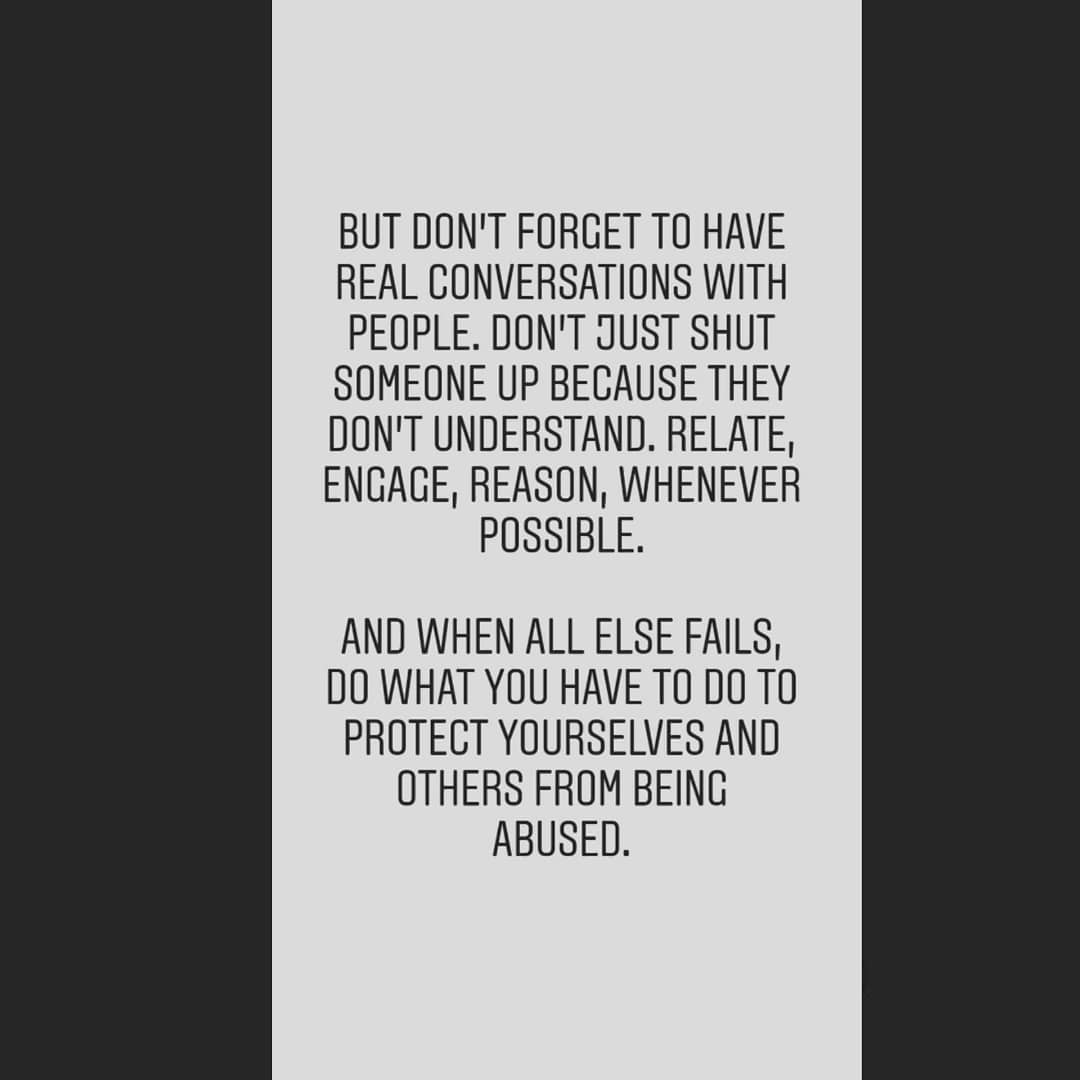 BUT DON'T FORGET TO HAVE
REAL CONVERSATIONS WITH
PEOPLE. DON'T JUST SHUT
SOMEONE UP BECAUSE THEY
DON'T UNDERSTAND. RELATE,
ENGAGE, REASON, WHENEVER
POSSIBLE.
AND WHEN ALL ELSE FAILS,
DO WHAT YOU HAVE TO DO TO
PROTECT YOURSELVES AND
OTHERS FROM BEING
ABUSED.